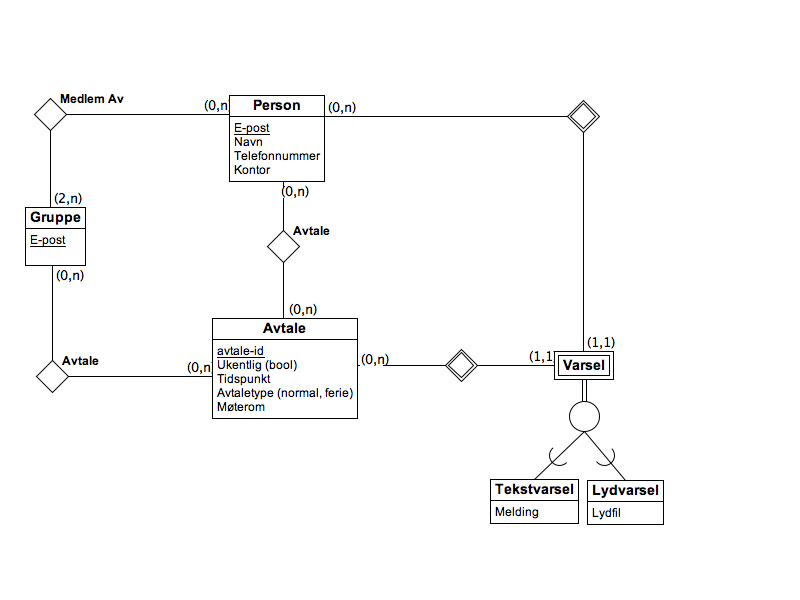 Medlem Av
(0,n
Person
(0,n)
E-post
Navn
Telefonnummer
Kontor
(0,n)
(2,n)
Gruppe
E-post
(0,n)
Avtale
(0,n)
Avtale
avtale-id
Ukentlig (bool)
Tidspunkt
Avtaletype (normal, ferie)
Møterom
Avtale
(0,n
(0,n)
(1,1
(1,1)
Varsel
Tekstvarsel
Melding
Lydvarsel
Lydfil